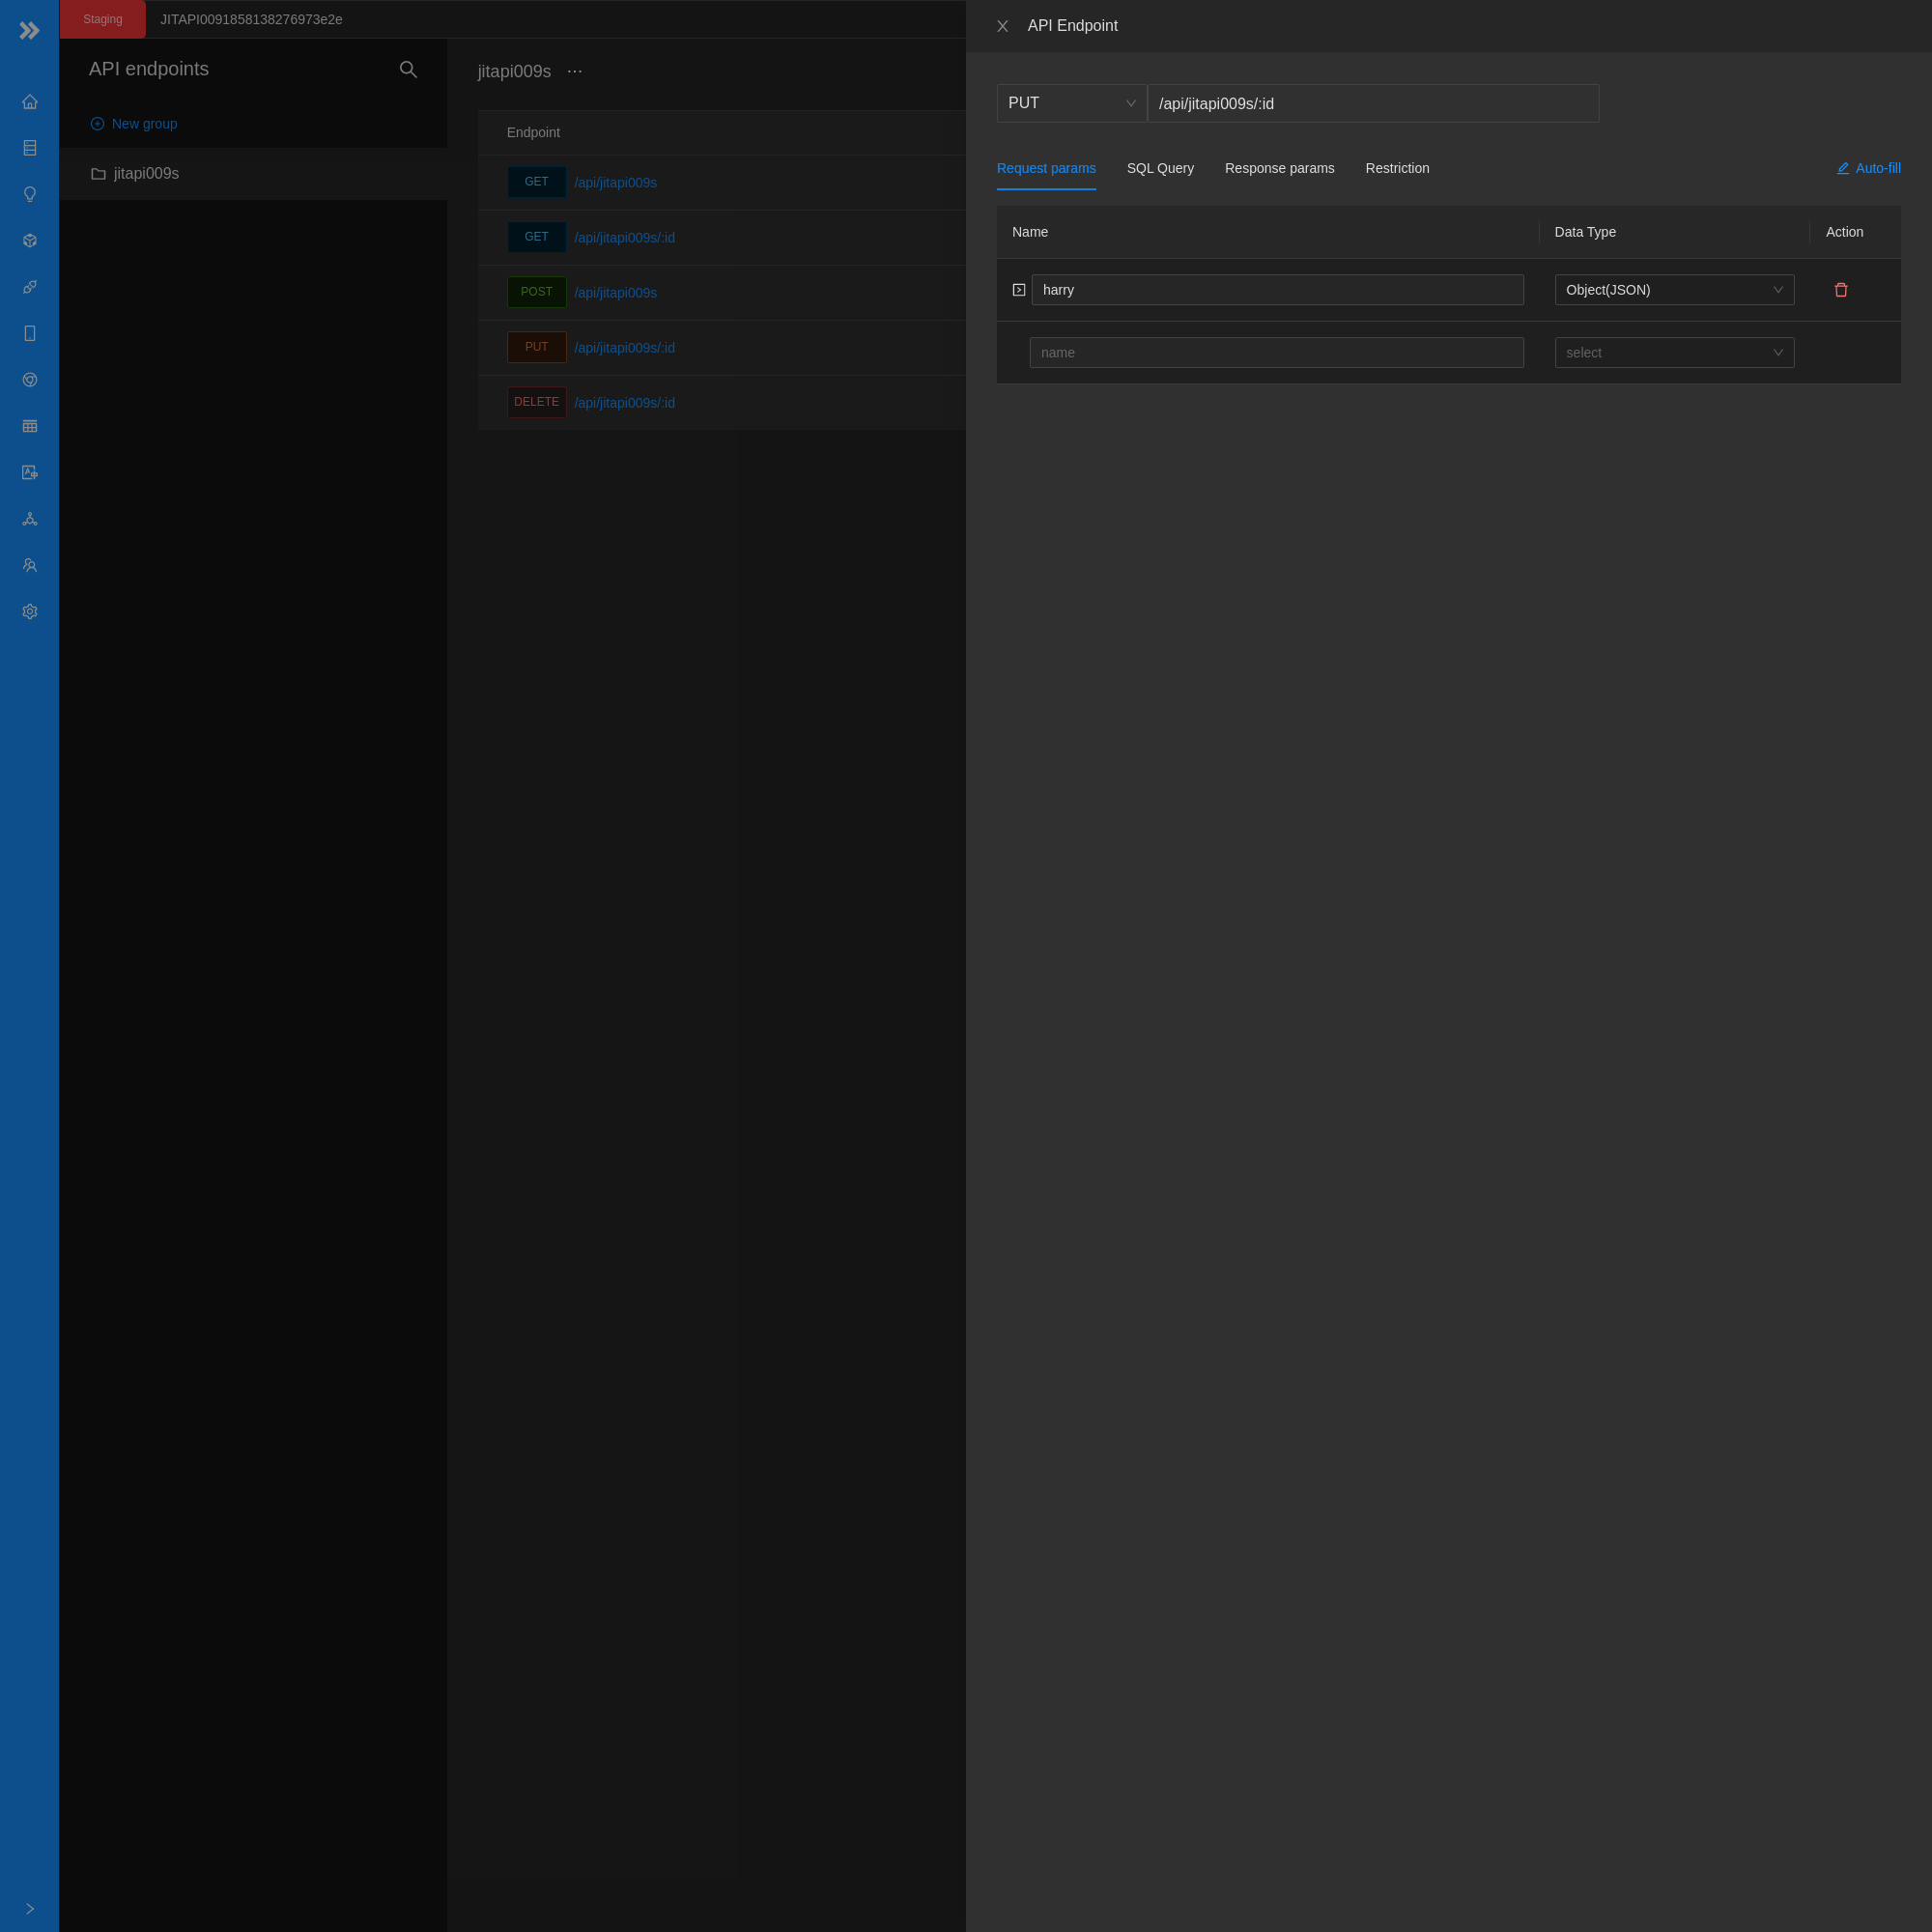 Staging
JITAPI0091858138276973e2e
API endpoints
New group
jitapi009s
jitapi009s
Endpoint
GET /api/jitapi009s
GET /api/jitapi009s/:id
POST /api/jitapi009s
PUT /api/jitapi009s/:id
DELETE /api/jitapi009s/:id
API Endpoint
PUT /api/jitapi009s/:id
Request params SQL Query Response params Restriction Auto-fill
Name Data Type Action
harry Object(JSON)
name select